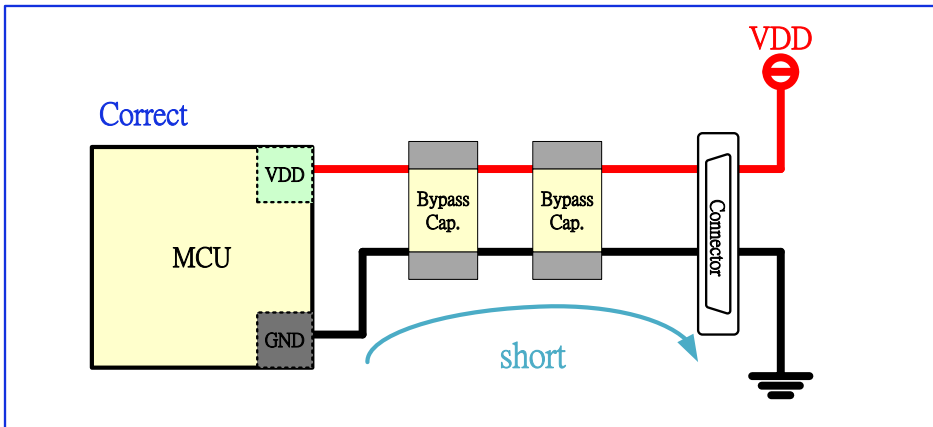 VDD
Correct
VDD
MCU
GND
Bypass
Cap.
Bypass
Cap.
Connector
short